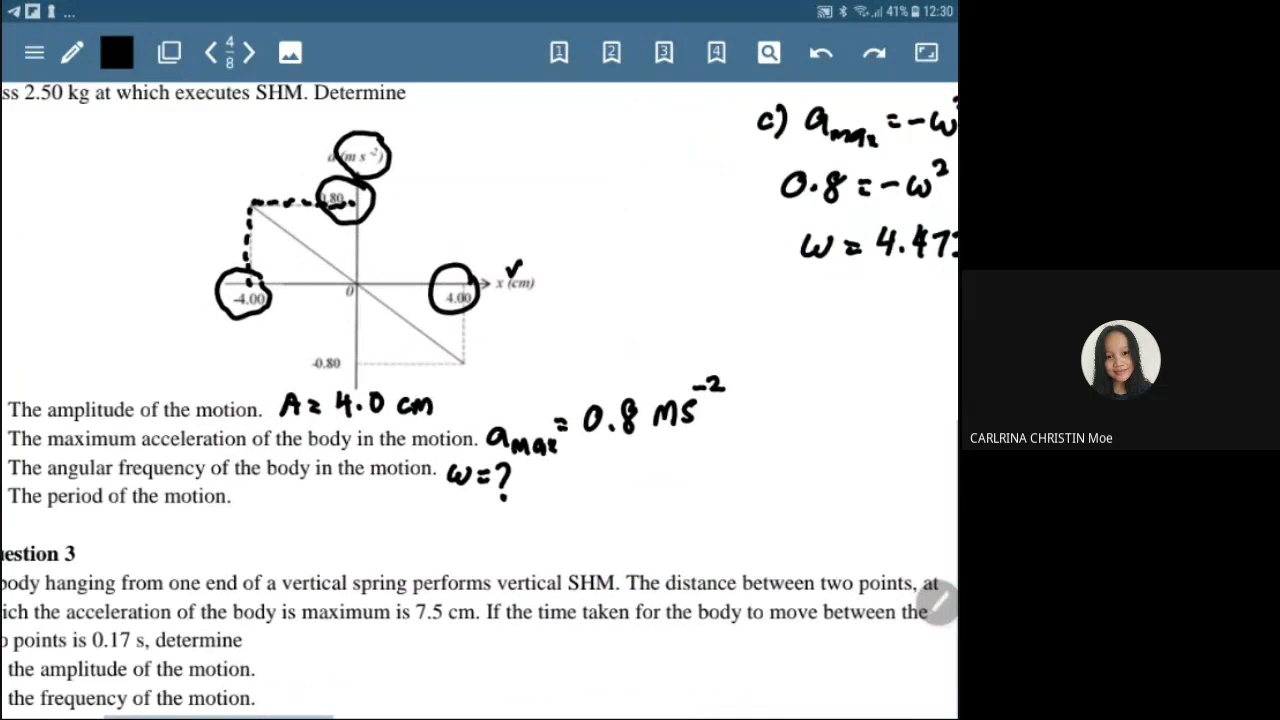 41% 12:30
4
8
1 2 3 4
ss 2.50 kg at which executes SHM. Determine
(m s⁻²)
.80
-4.00
0
4.00
x (cm)
-0.80
The amplitude of the motion. A = 4.0 cm
The maximum acceleration of the body in the motion. a max = 0.8 ms⁻²
The angular frequency of the body in the motion. ω = ?
The period of the motion.
c) a max = -ω
0.8 = -ω²
ω = 4.47
CARLRINA CHRISTIN Moe
uestion 3
body hanging from one end of a vertical spring performs vertical SHM. The distance between two points, at
ich the acceleration of the body is maximum is 7.5 cm. If the time taken for the body to move between the
o points is 0.17 s, determine
the amplitude of the motion.
the frequency of the motion.